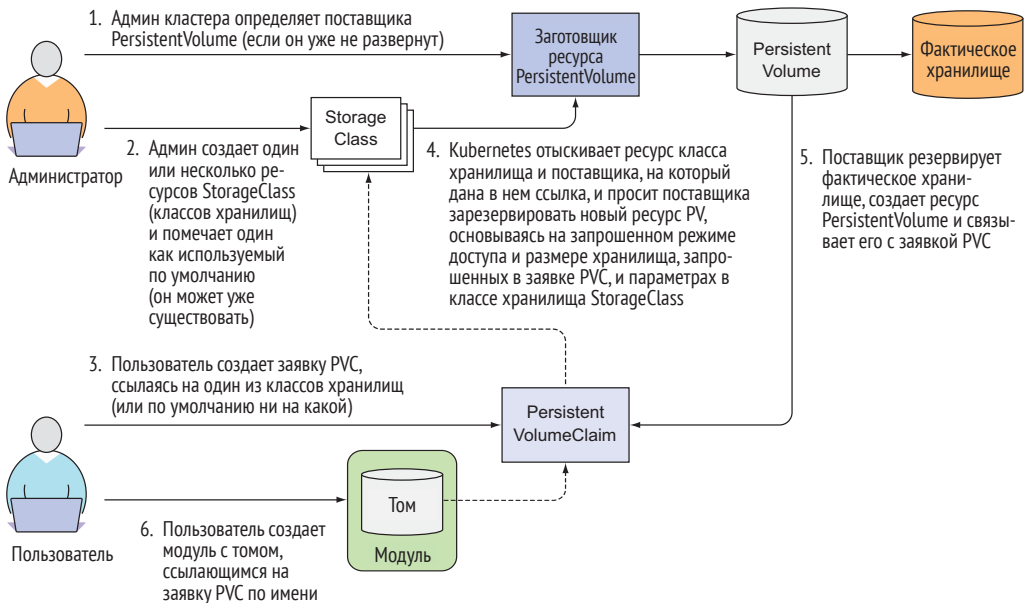 1. Админ кластера определяет поставщика
PersistentVolume (если он уже не развернут)
Заготовщик
ресурса
PersistentVolume
Persistent
Volume
Фактическое
хранилище
Администратор
Storage
Class
2. Админ создает один
или несколько ре-
сурсов StorageClass
(классов хранилищ)
и помечает один
как используемый
по умолчанию
(он может уже
существовать)
4. Kubernetes отыскивает ресурс класса
хранилища и поставщика, на который
дана в нем ссылка, и просит поставщика
зарезервировать новый ресурс PV,
основываясь на запрошенном режиме
доступа и размере хранилища, запро-
шенных в заявке PVC, и параметрах в
классе хранилища StorageClass
5. Поставщик резервирует
фактическое храни-
лище, создает ресурс
PersistentVolume и связы-
вает его с заявкой PVC
3. Пользователь создает заявку PVC,
ссылаясь на один из классов хранилищ
(или по умолчанию ни на какой)
Persistent
VolumeClaim
Пользователь
Том
Модуль
6. Пользователь создает
модуль с томом,
ссылающимся на
заявку PVC по имени